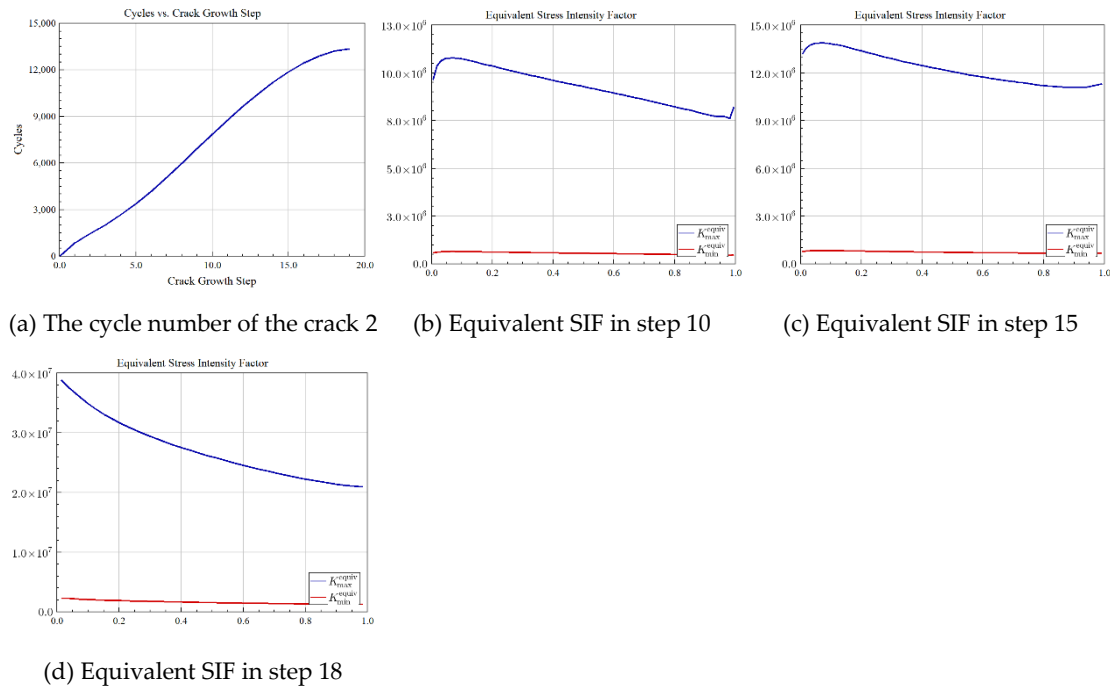 Cycles vs. Crack Growth Step
15,000
12,000
9,000
6,000
3,000
0
Cycles
0.0 5.0 10.0 15.0 20.0
Crack Growth Step
(a) The cycle number of the crack 2
Equivalent Stress Intensity Factor
13.0×10⁶
10.0×10⁶
8.0×10⁶
5.0×10⁶
3.0×10⁶
0.0
K_max^equiv
K_min^equiv
0.0 0.2 0.4 0.6 0.8 1.0
(b) Equivalent SIF in step 10
Equivalent Stress Intensity Factor
15.0×10⁶
12.0×10⁶
9.0×10⁶
6.0×10⁶
3.0×10⁶
0.0
K_max^equiv
K_min^equiv
0.0 0.2 0.4 0.6 0.8 1.0
(c) Equivalent SIF in step 15
Equivalent Stress Intensity Factor
4.0×10⁷
3.0×10⁷
2.0×10⁷
1.0×10⁷
0.0
K_max^equiv
K_min^equiv
0.0 0.2 0.4 0.6 0.8 1.0
(d) Equivalent SIF in step 18